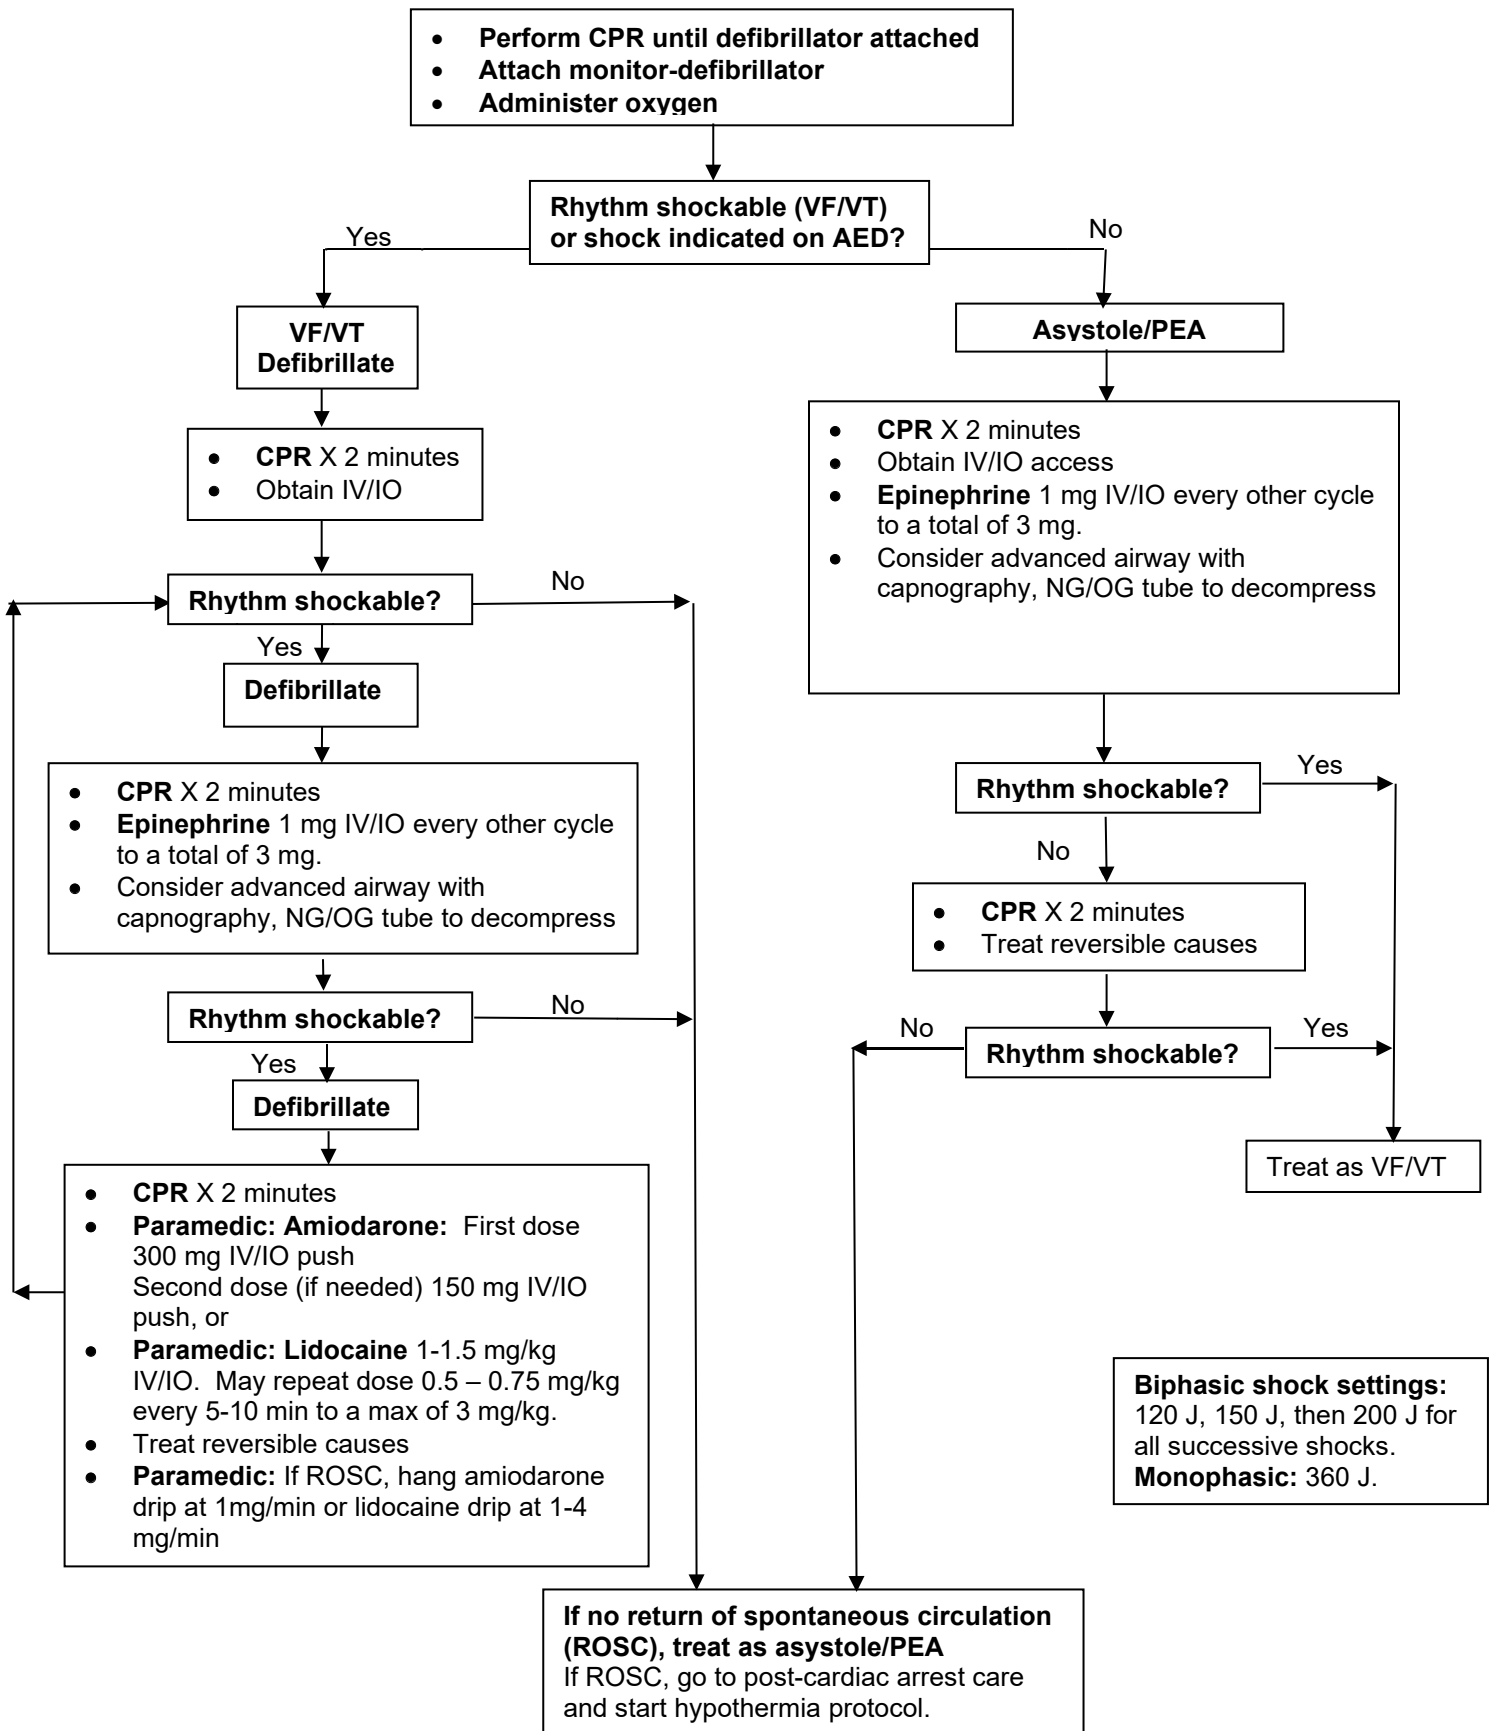 • Perform CPR until defibrillator attached
• Attach monitor-defibrillator
• Administer oxygen
Rhythm shockable (VF/VT)
or shock indicated on AED?
Yes
No
VF/VT
Defibrillate
• CPR X 2 minutes
• Obtain IV/IO
Rhythm shockable?
No
Yes
Defibrillate
• CPR X 2 minutes
• Epinephrine 1 mg IV/IO every other cycle
to a total of 3 mg.
• Consider advanced airway with
capnography, NG/OG tube to decompress
Rhythm shockable?
No
Yes
Defibrillate
• CPR X 2 minutes
• Paramedic: Amiodarone: First dose
300 mg IV/IO push
Second dose (if needed) 150 mg IV/IO
push, or
• Paramedic: Lidocaine 1-1.5 mg/kg
IV/IO. May repeat dose 0.5 – 0.75 mg/kg
every 5-10 min to a max of 3 mg/kg.
• Treat reversible causes
• Paramedic: If ROSC, hang amiodarone
drip at 1mg/min or lidocaine drip at 1-4
mg/min
Asystole/PEA
• CPR X 2 minutes
• Obtain IV/IO access
• Epinephrine 1 mg IV/IO every other cycle
to a total of 3 mg.
• Consider advanced airway with
capnography, NG/OG tube to decompress
Rhythm shockable?
Yes
No
• CPR X 2 minutes
• Treat reversible causes
No
Rhythm shockable?
Yes
Treat as VF/VT
Biphasic shock settings:
120 J, 150 J, then 200 J for
all successive shocks.
Monophasic: 360 J.
If no return of spontaneous circulation
(ROSC), treat as asystole/PEA
If ROSC, go to post-cardiac arrest care
and start hypothermia protocol.